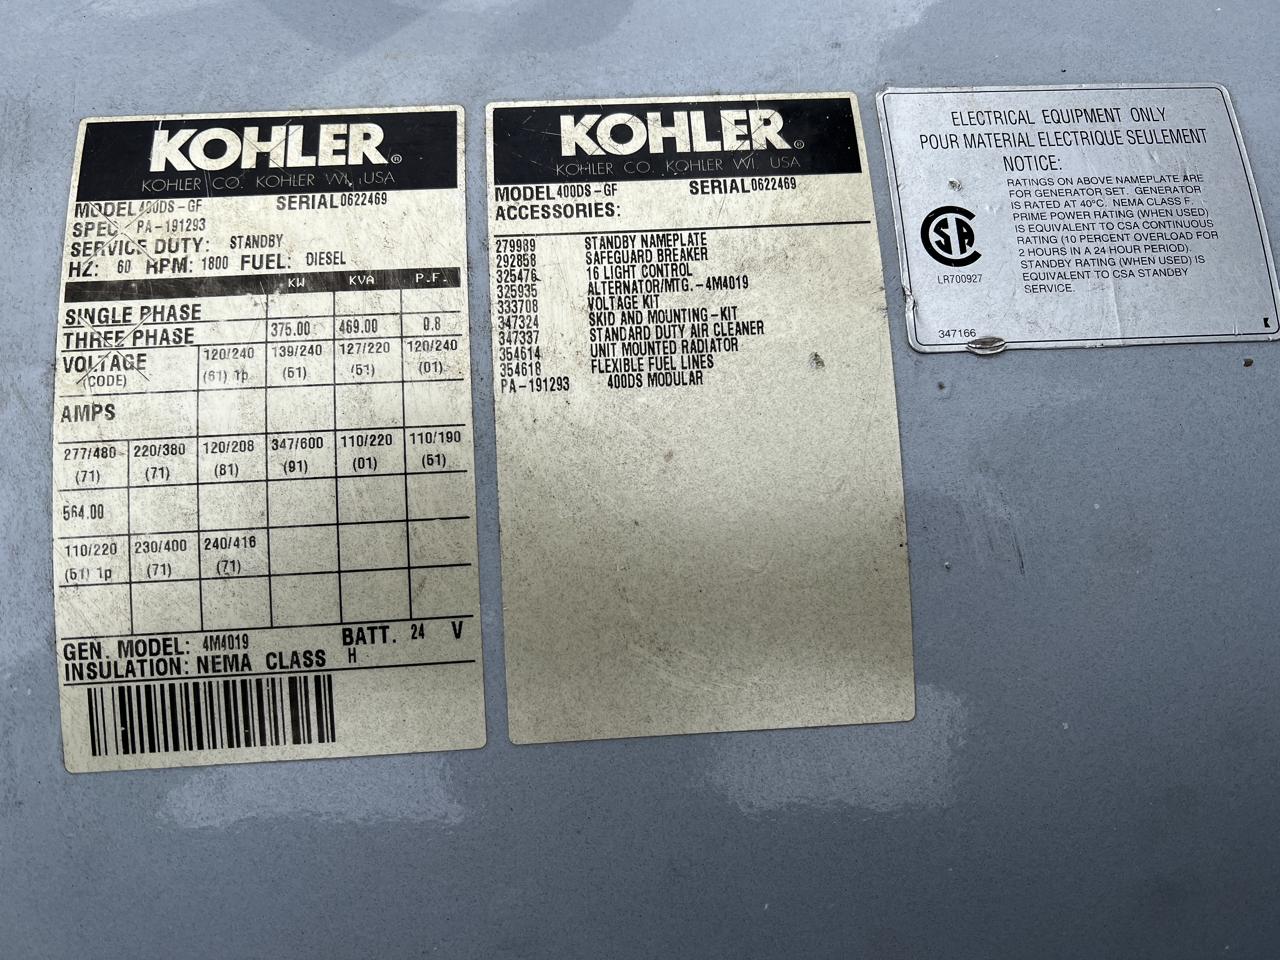 KOHLER®
KOHLER CO. KOHLER WI, USA
MODEL 400DS-GF SERIAL 0622469
SPEC PA-191293
SERVICE DUTY: STANDBY
HZ: 60 RPM: 1800 FUEL: DIESEL
KW KVA P.F.
SINGLE PHASE
THREE PHASE 375.00 469.00 0.8
VOLTAGE 120/240 139/240 127/220 120/240
(CODE) (61) 1p (61) (51) (01)
AMPS
277/480 220/380 120/208 347/600 110/220 110/190
(71) (71) (81) (91) (01) (51)
564.00
110/220 230/400 240/416
(51) 1p (71) (71)
GEN. MODEL: 4M4019 BATT. 24 V
INSULATION: NEMA CLASS H
KOHLER®
KOHLER CO. KOHLER WI. USA
MODEL 400DS-GF SERIAL 0622469
ACCESSORIES:
279989 STANDBY NAMEPLATE
292858 SAFEGUARD BREAKER
325476 16 LIGHT CONTROL
325935 ALTERNATOR/MTG.-4M4019
333708 VOLTAGE KIT
347324 SKID AND MOUNTING-KIT
347337 STANDARD DUTY AIR CLEANER
354614 UNIT MOUNTED RADIATOR
354618 FLEXIBLE FUEL LINES
PA-191293 400DS MODULAR
ELECTRICAL EQUIPMENT ONLY
POUR MATERIAL ELECTRIQUE SEULEMENT
NOTICE:
RATINGS ON ABOVE NAMEPLATE ARE
FOR GENERATOR SET. GENERATOR
IS RATED AT 40°C. NEMA CLASS F.
PRIME POWER RATING (WHEN USED)
IS EQUIVALENT TO CSA CONTINUOUS
RATING (10 PERCENT OVERLOAD FOR
2 HOURS IN A 24 HOUR PERIOD).
STANDBY RATING (WHEN USED) IS
EQUIVALENT TO CSA STANDBY
SERVICE.
CSA
LR700927
347166 K